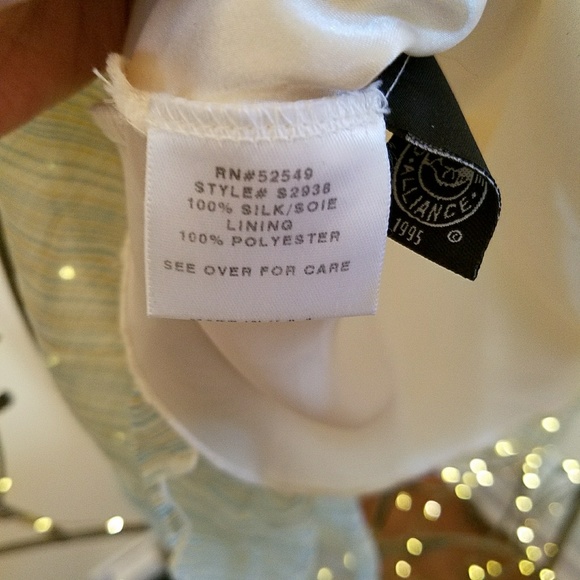 RN#52549
STYLE# S2938
100% SILK/SOIE
LINING
100% POLYESTER
SEE OVER FOR CARE
ALLIANCE.
1995 ©